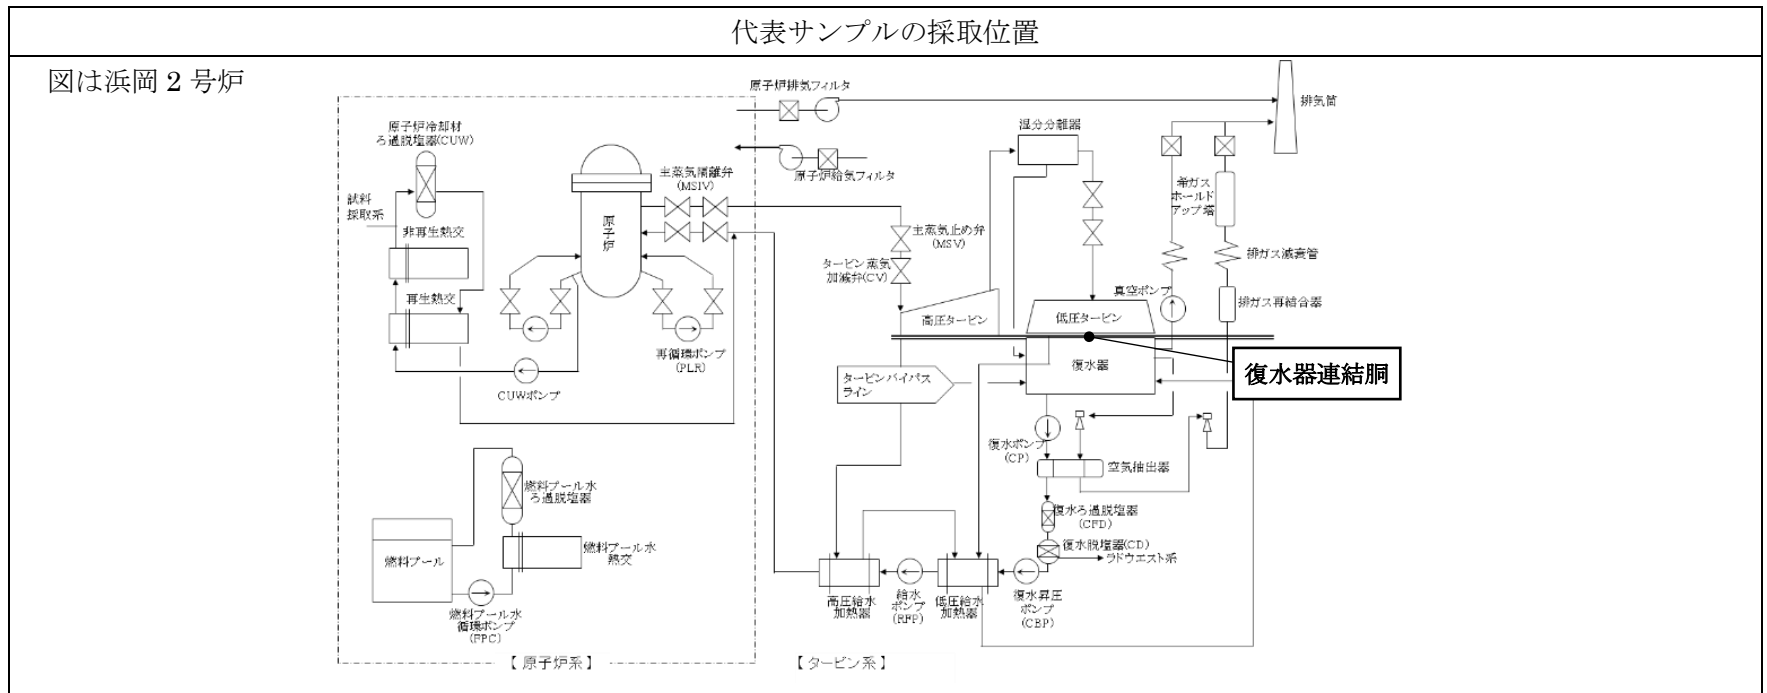 代表サンプルの採取位置
図は浜岡 2 号炉
原子炉排気フィルタ
排気筒
原子炉冷却材
ろ過脱塩器(CUW)
湿分分離器
主蒸気隔離弁
(MSIV)
原子炉給気フィルタ
希ガス
ホールド
アップ塔
試料
採取系
非再生熱交
原子炉
主蒸気止め弁
(MSV)
排ガス減衰管
タービン蒸気
加減弁(CV)
再生熱交
真空ポンプ
排ガス再結合器
高圧タービン
低圧タービン
再循環ポンプ
(PLR)
復水器
復水器連結胴
タービンバイパス
ライン
CUWポンプ
復水ポンプ
(CP)
空気抽出器
燃料プール水
ろ過脱塩器
復水ろ過脱塩器
(CFD)
復水脱塩器(CD)
ラドウエスト系
燃料プール
燃料プール水
熱交
高圧給水
加熱器
給水
ポンプ
(RFP)
低圧給水
加熱器
復水昇圧
ポンプ
(CBP)
燃料プール水
循環ポンプ
(FPC)
【 原子炉系 】
【 タービン系 】